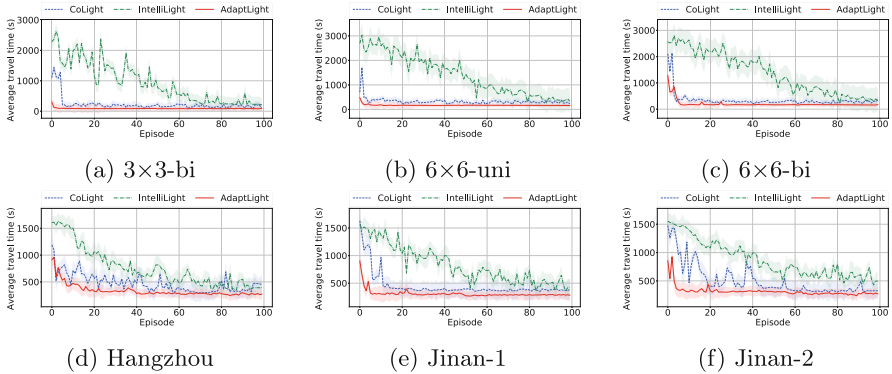 CoLight IntelliLight AdaptLight
Average travel time (s)
3000
2000
1000
0
0 20 40 60 80 100
Episode
(a) 3×3-bi
CoLight IntelliLight AdaptLight
Average travel time (s)
3000
2000
1000
0
0 20 40 60 80 100
Episode
(b) 6×6-uni
CoLight IntelliLight AdaptLight
Average travel time (s)
3000
2000
1000
0
0 20 40 60 80 100
Episode
(c) 6×6-bi
CoLight IntelliLight AdaptLight
Average travel time (s)
1500
1000
500
0 20 40 60 80 100
Episode
(d) Hangzhou
CoLight IntelliLight AdaptLight
Average travel time (s)
1500
1000
500
0 20 40 60 80 100
Episode
(e) Jinan-1
CoLight IntelliLight AdaptLight
Average travel time (s)
1500
1000
500
0 20 40 60 80 100
Episode
(f) Jinan-2